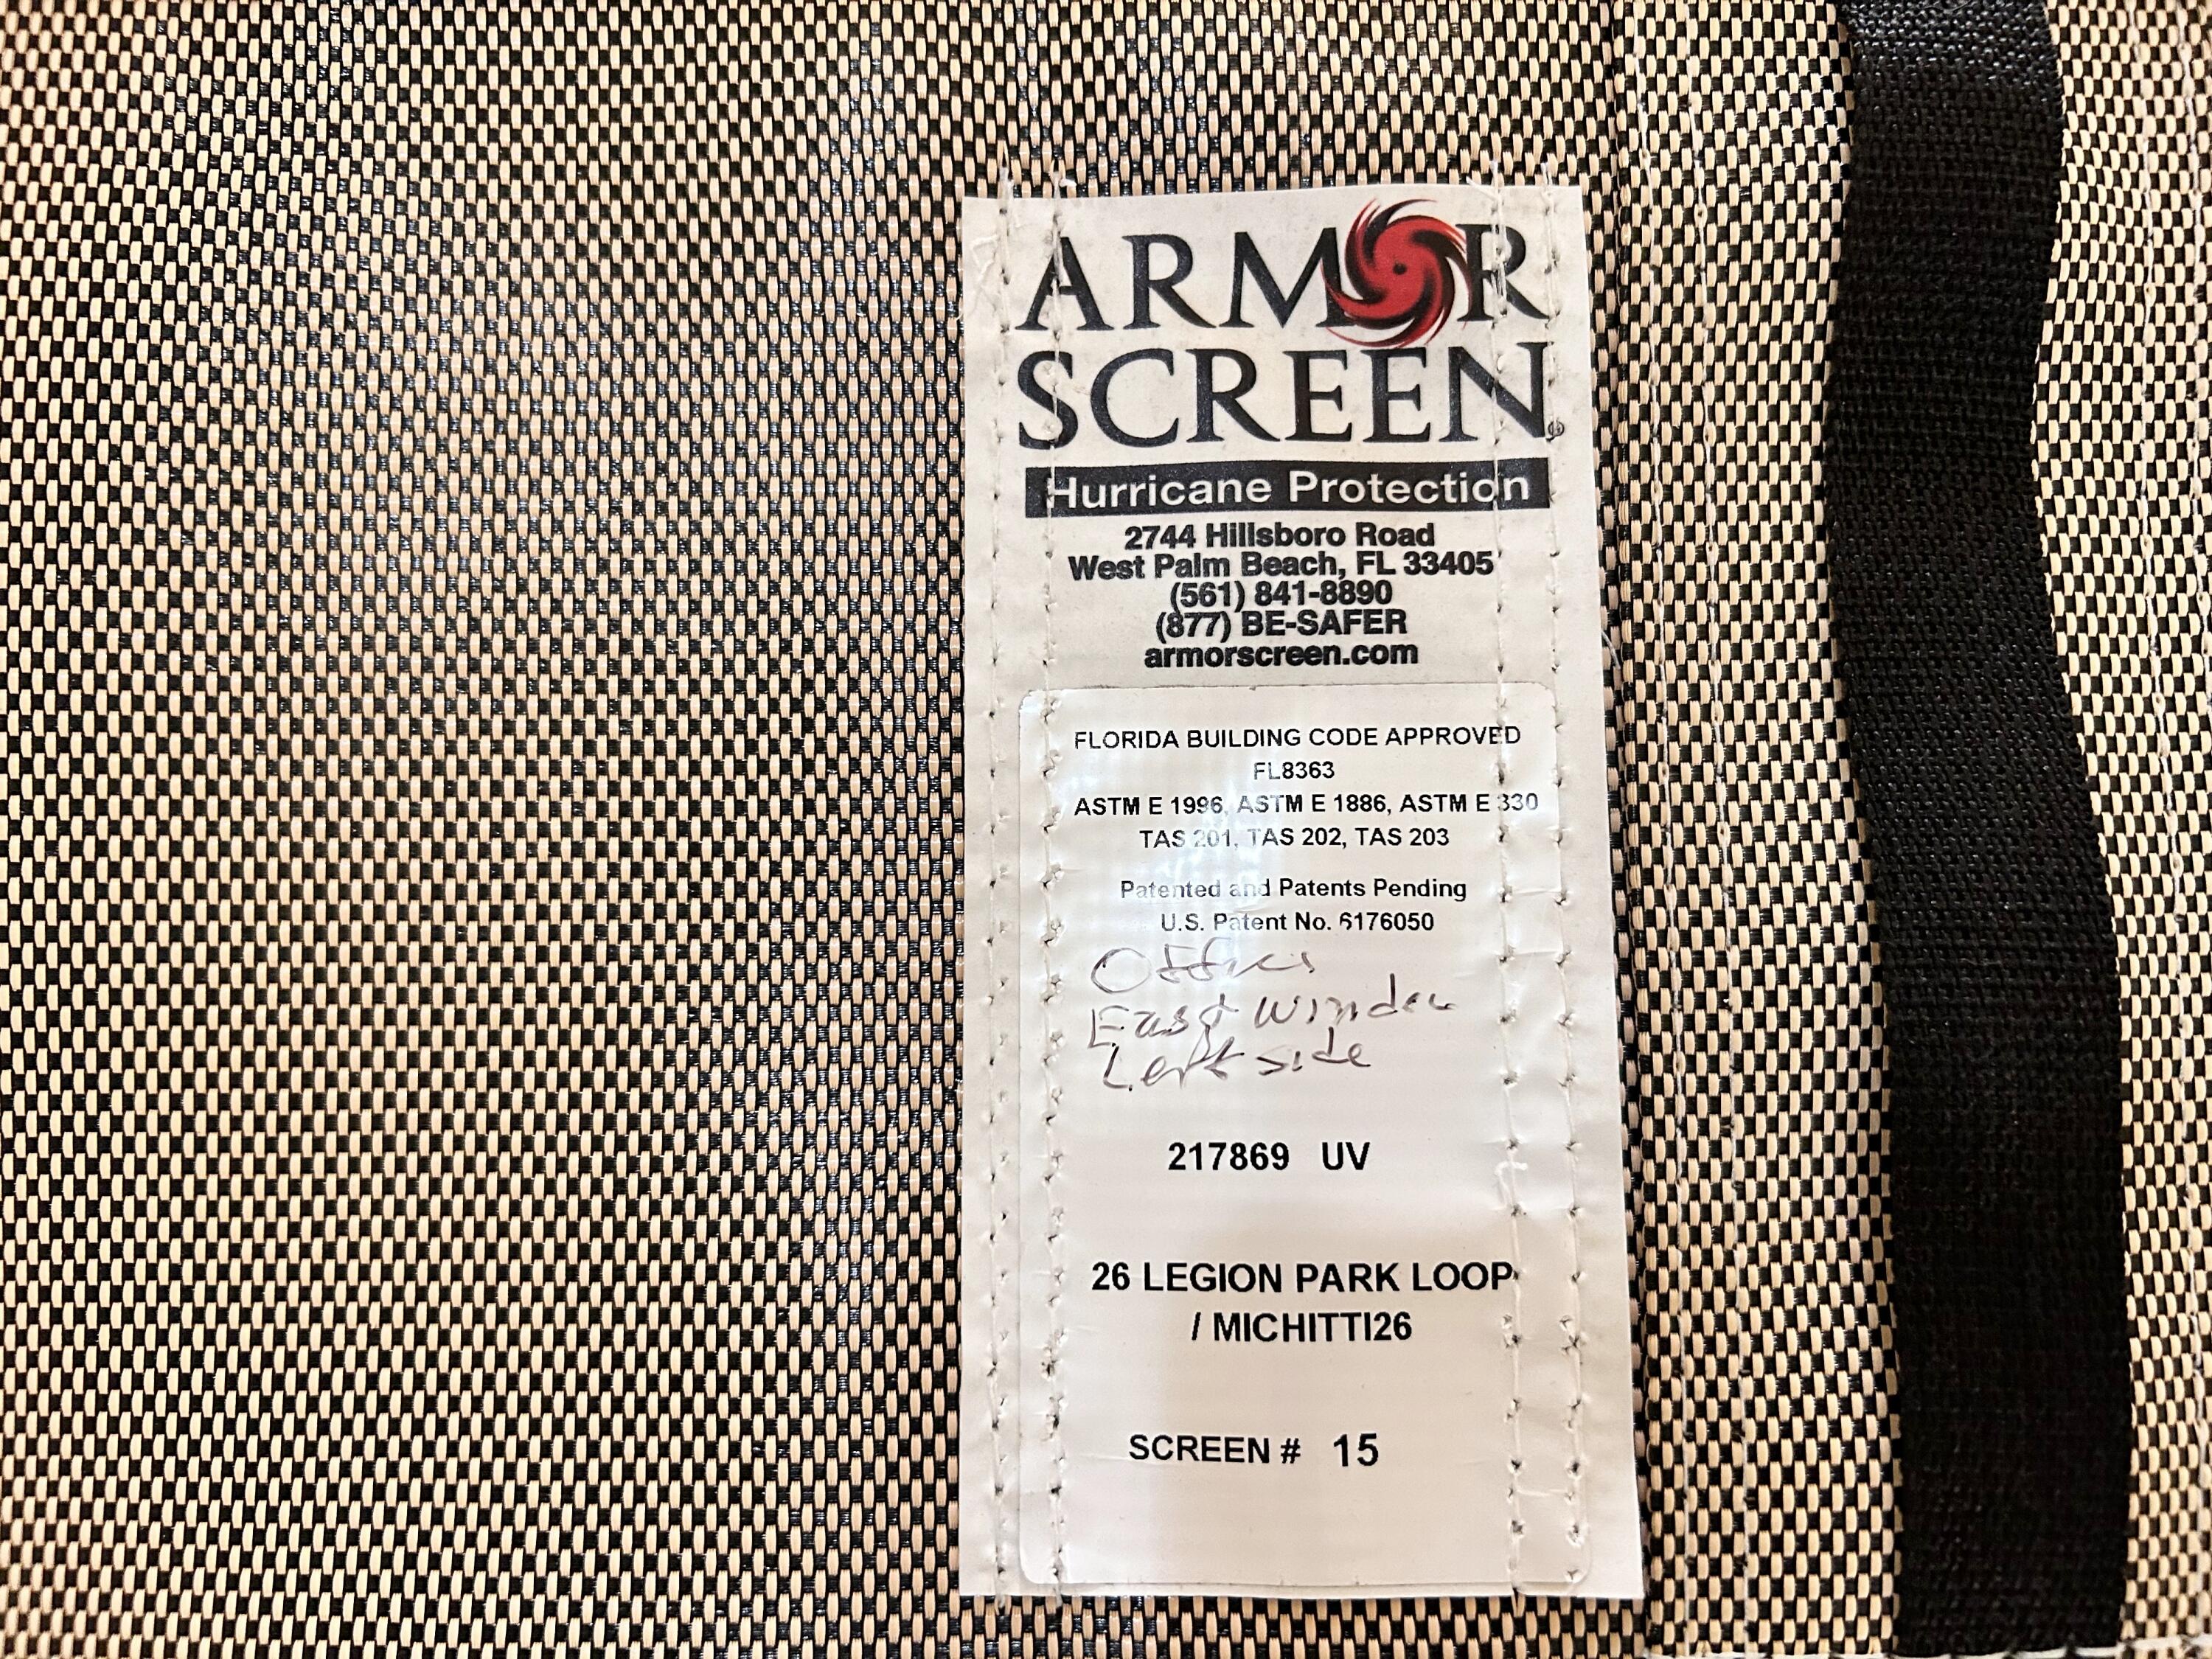 ARMOR
SCREEN®
Hurricane Protection
2744 Hillsboro Road
West Palm Beach, FL 33405
(561) 841-8890
(877) BE-SAFER
armorscreen.com
FLORIDA BUILDING CODE APPROVED
FL8363
ASTM E 1996, ASTM E 1886, ASTM E 330
TAS 201, TAS 202, TAS 203
Patented and Patents Pending
U.S. Patent No. 6176050
East Window
Left side
217869 UV
26 LEGION PARK LOOP
/ MICHITTI26
SCREEN # 15